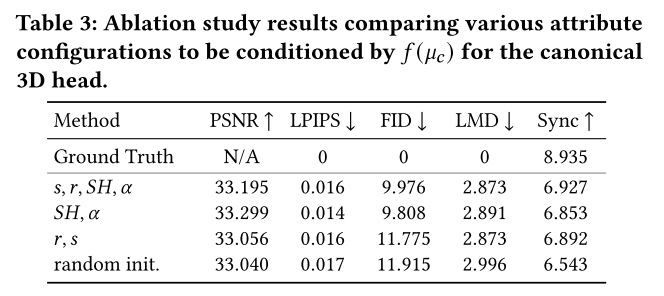 Table 3: Ablation study results comparing various attribute
configurations to be conditioned by f(μc) for the canonical
3D head.
Method PSNR ↑ LPIPS ↓ FID ↓ LMD ↓ Sync ↑
Ground Truth N/A 0 0 0 8.935
s, r, SH, α 33.195 0.016 9.976 2.873 6.927
SH, α 33.299 0.014 9.808 2.891 6.853
r, s 33.056 0.016 11.775 2.873 6.892
random init. 33.040 0.017 11.915 2.996 6.543